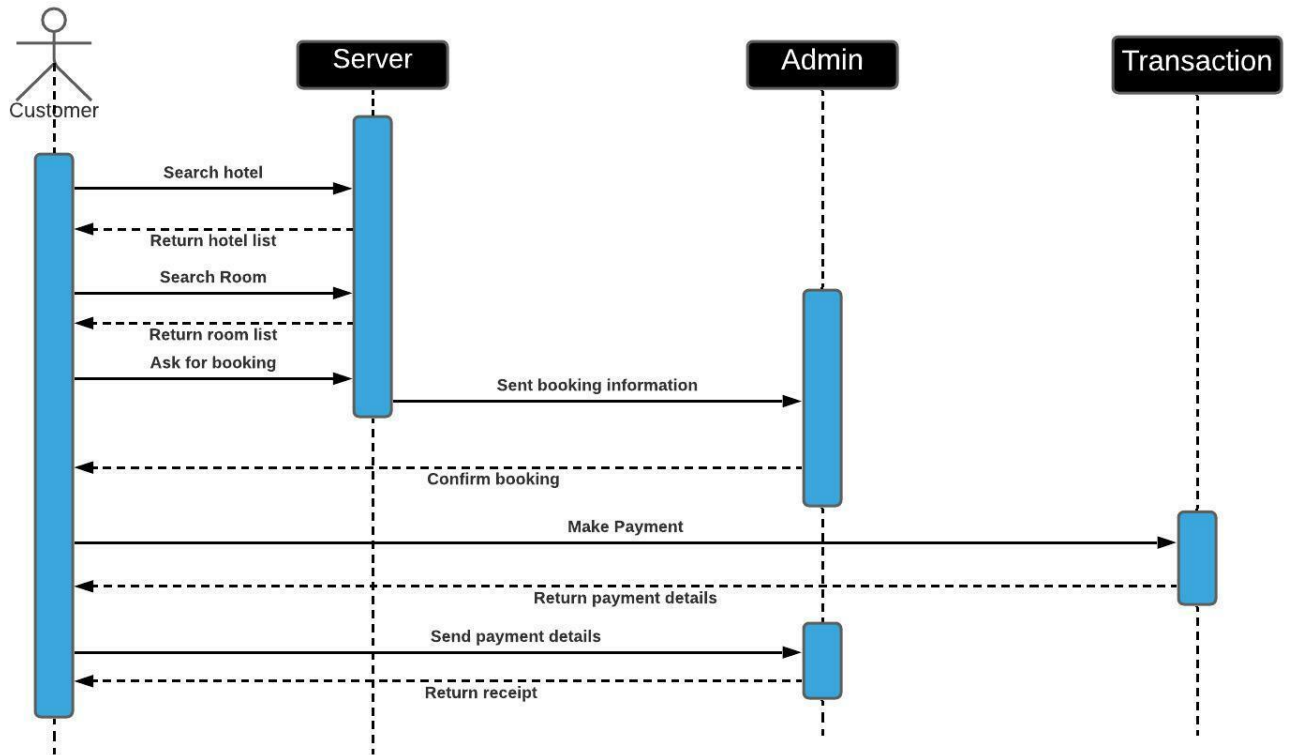 Customer
Server
Admin
Transaction
Search hotel
Return hotel list
Search Room
Return room list
Ask for booking
Sent booking information
Confirm booking
Make Payment
Return payment details
Send payment details
Return receipt